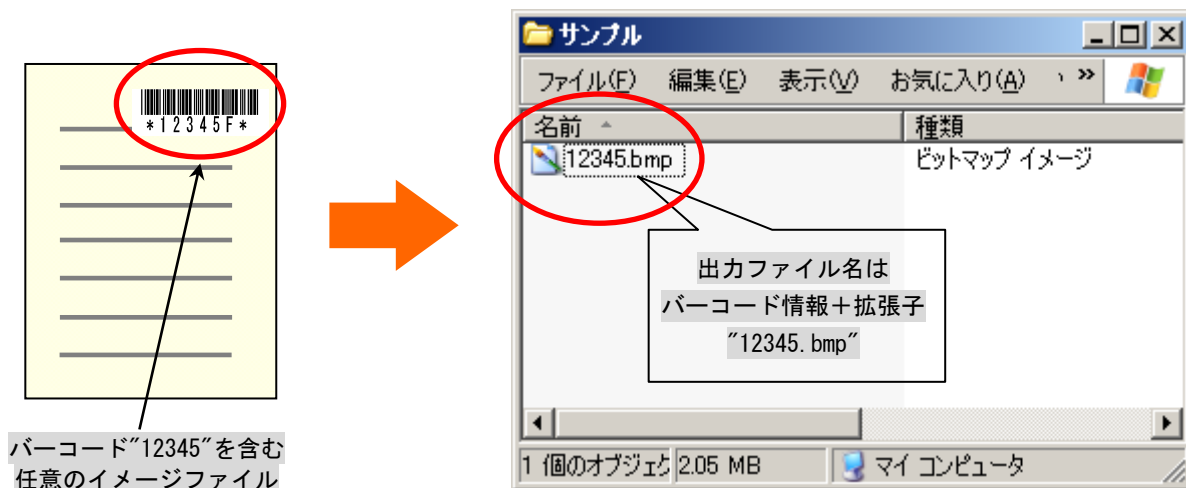 *12345F*
バーコード"12345"を含む
任意のイメージファイル
サンプル
ファイル(F) 編集(E) 表示(V) お気に入り(A) »
名前 種類
12345.bmp ビットマップ イメージ
出力ファイル名は
バーコード情報＋拡張子
"12345.bmp"
1 個のオブジェク 2.05 MB マイ コンピュータ